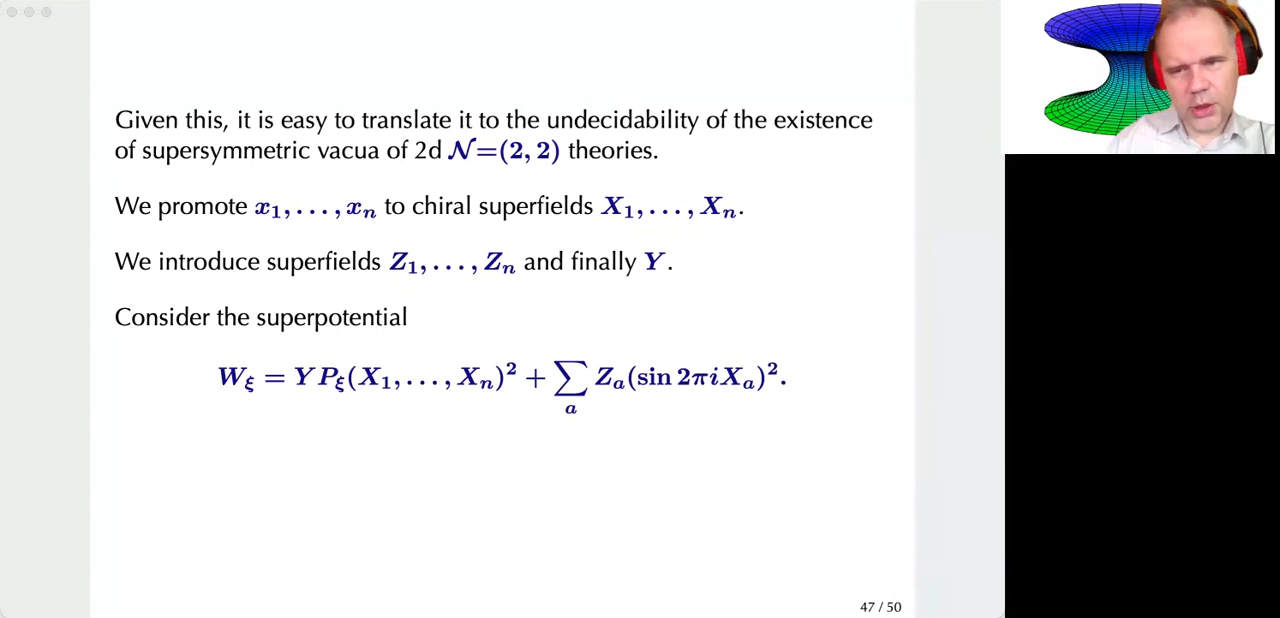 Given this, it is easy to translate it to the undecidability of the existence
of supersymmetric vacua of 2d 𝒩=(2, 2) theories.
We promote x₁, . . . , xₙ to chiral superfields X₁, . . . , Xₙ.
We introduce superfields Z₁, . . . , Zₙ and finally Y.
Consider the superpotential
W_ξ = Y P_ξ(X₁, . . . , Xₙ)² + ∑_a Z_a(sin 2πiX_a)².
47 / 50